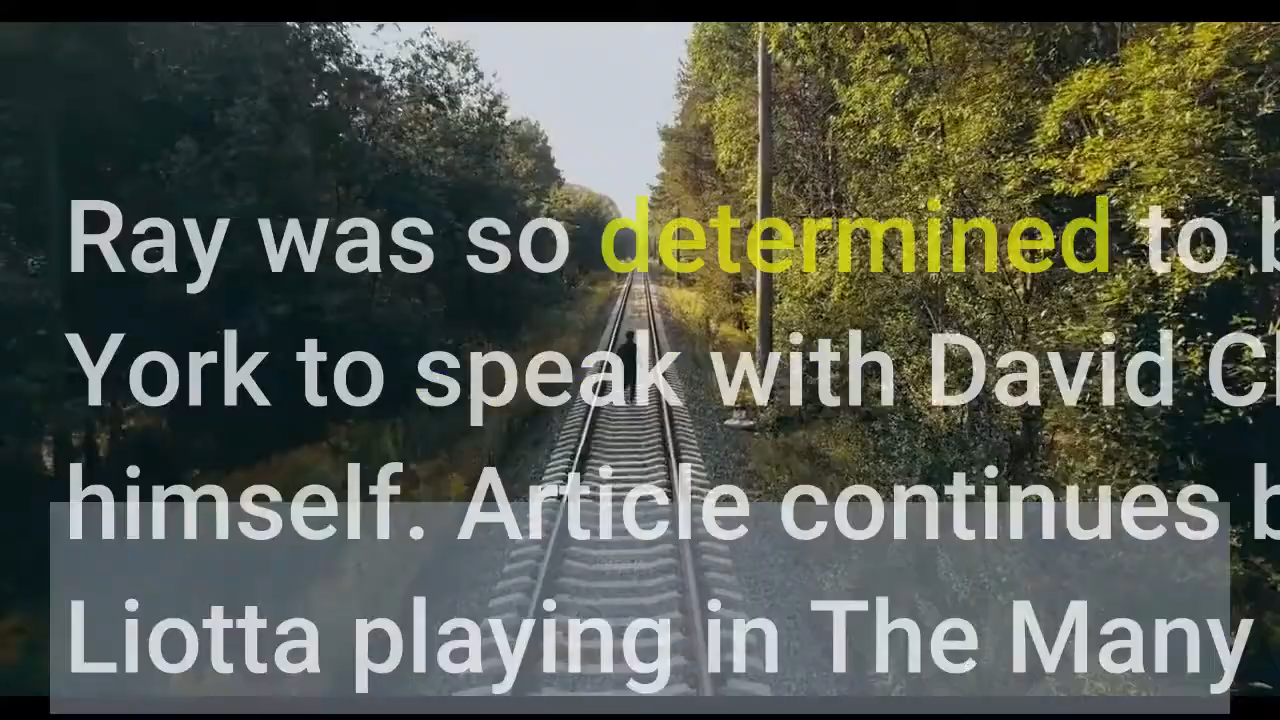 Ray was so determined to
York to speak with David
himself. Article continues
Liotta playing in The Many